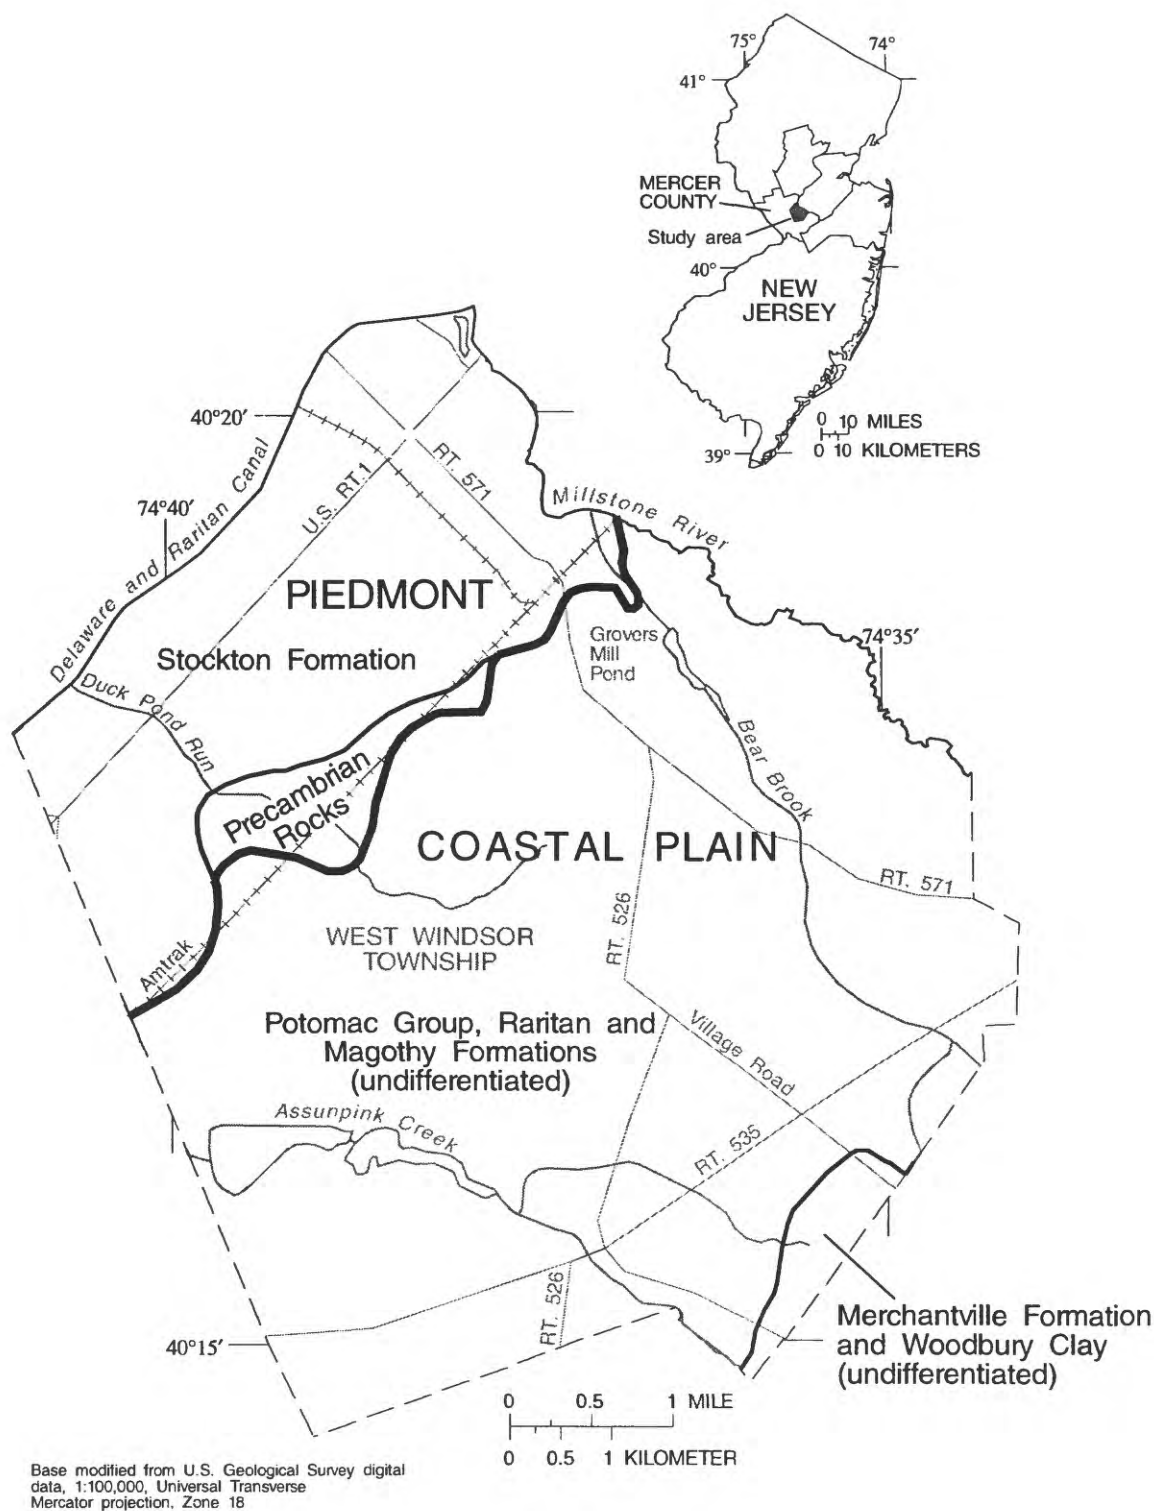 75°
74°
41°
MERCER
COUNTY
Study area
40°
NEW
JERSEY
0 10 MILES
0 10 KILOMETERS
39°
40°20′
Delaware and Raritan Canal
74°40′
U.S. RT.1
RT. 571
Millstone River
PIEDMONT
Stockton Formation
Grovers
Mill
Pond
74°35′
Duck Pond Run
Bear Brook
Precambrian
Rocks
COASTAL PLAIN
RT. 571
RT. 526
WEST WINDSOR
TOWNSHIP
Amtrak
Potomac Group, Raritan and
Magothy Formations
(undifferentiated)
Village Road
Assunpink Creek
RT. 535
RT. 526
Merchantville Formation
and Woodbury Clay
(undifferentiated)
40°15′
0 0.5 1 MILE
0 0.5 1 KILOMETER
Base modified from U.S. Geological Survey digital
data, 1:100,000, Universal Transverse
Mercator projection, Zone 18